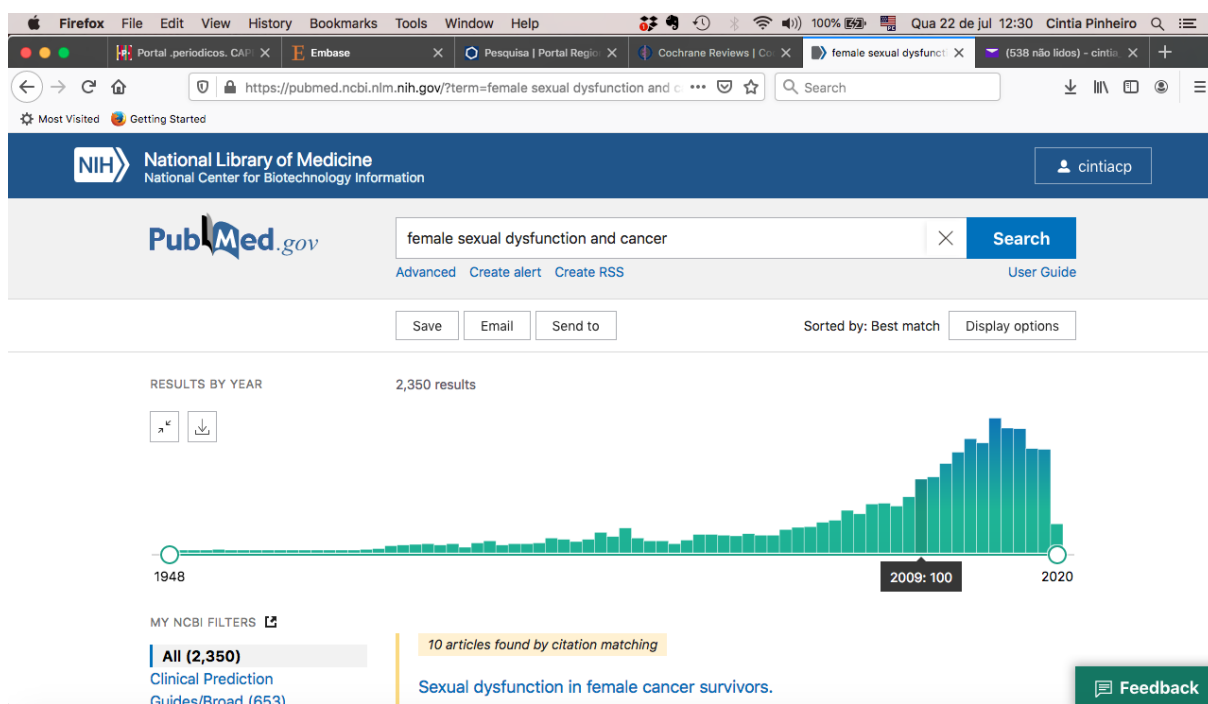 Firefox File Edit View History Bookmarks Tools Window Help 100% Qua 22 de jul 12:30 Cintia Pinheiro
Portal .periodicos. CAP Embase Pesquisa | Portal Regio Cochrane Reviews | Co female sexual dysfuncti (538 não lidos) – cintia
https://pubmed.ncbi.nlm.nih.gov/?term=female sexual dysfunction and c ••• Search
Most Visited Getting Started
NIH National Library of Medicine
National Center for Biotechnology Information
cintiacp
PubMed.gov
female sexual dysfunction and cancer
Search
Advanced Create alert Create RSS User Guide
Save Email Send to Sorted by: Best match Display options
RESULTS BY YEAR 2,350 results
1948 2009: 100 2020
MY NCBI FILTERS
10 articles found by citation matching
All (2,350)
Clinical Prediction
Guides/Broad (653)
Sexual dysfunction in female cancer survivors.
Feedback